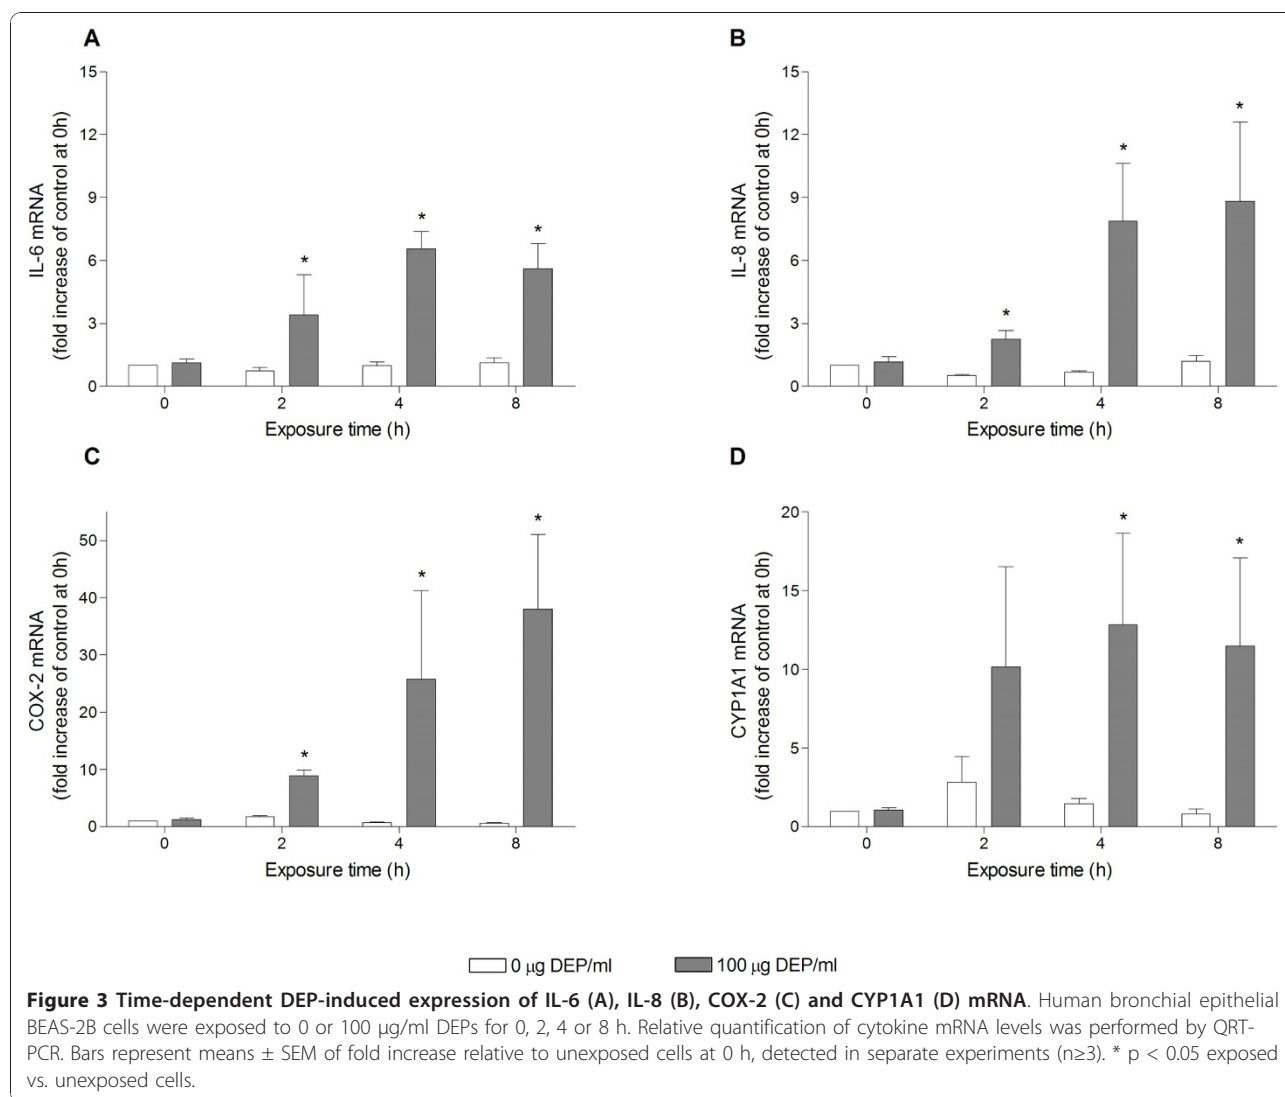 A
15
12
9
6
3
0
IL-6 mRNA
(fold increase of control at 0h)
*
*
*
0 2 4 8
Exposure time (h)
B
15
12
9
6
3
0
IL-8 mRNA
(fold increase of control at 0h)
*
*
*
0 2 4 8
Exposure time (h)
C
50
40
30
20
10
0
COX-2 mRNA
(fold increase of control at 0h)
*
*
*
0 2 4 8
Exposure time (h)
D
20
15
10
5
0
CYP1A1 mRNA
(fold increase of control at 0h)
*
*
0 2 4 8
Exposure time (h)
0 µg DEP/ml 100 µg DEP/ml
Figure 3 Time-dependent DEP-induced expression of IL-6 (A), IL-8 (B), COX-2 (C) and CYP1A1 (D) mRNA. Human bronchial epithelial
BEAS-2B cells were exposed to 0 or 100 µg/ml DEPs for 0, 2, 4 or 8 h. Relative quantification of cytokine mRNA levels was performed by QRT-
PCR. Bars represent means ± SEM of fold increase relative to unexposed cells at 0 h, detected in separate experiments (n≥3). * p < 0.05 exposed
vs. unexposed cells.